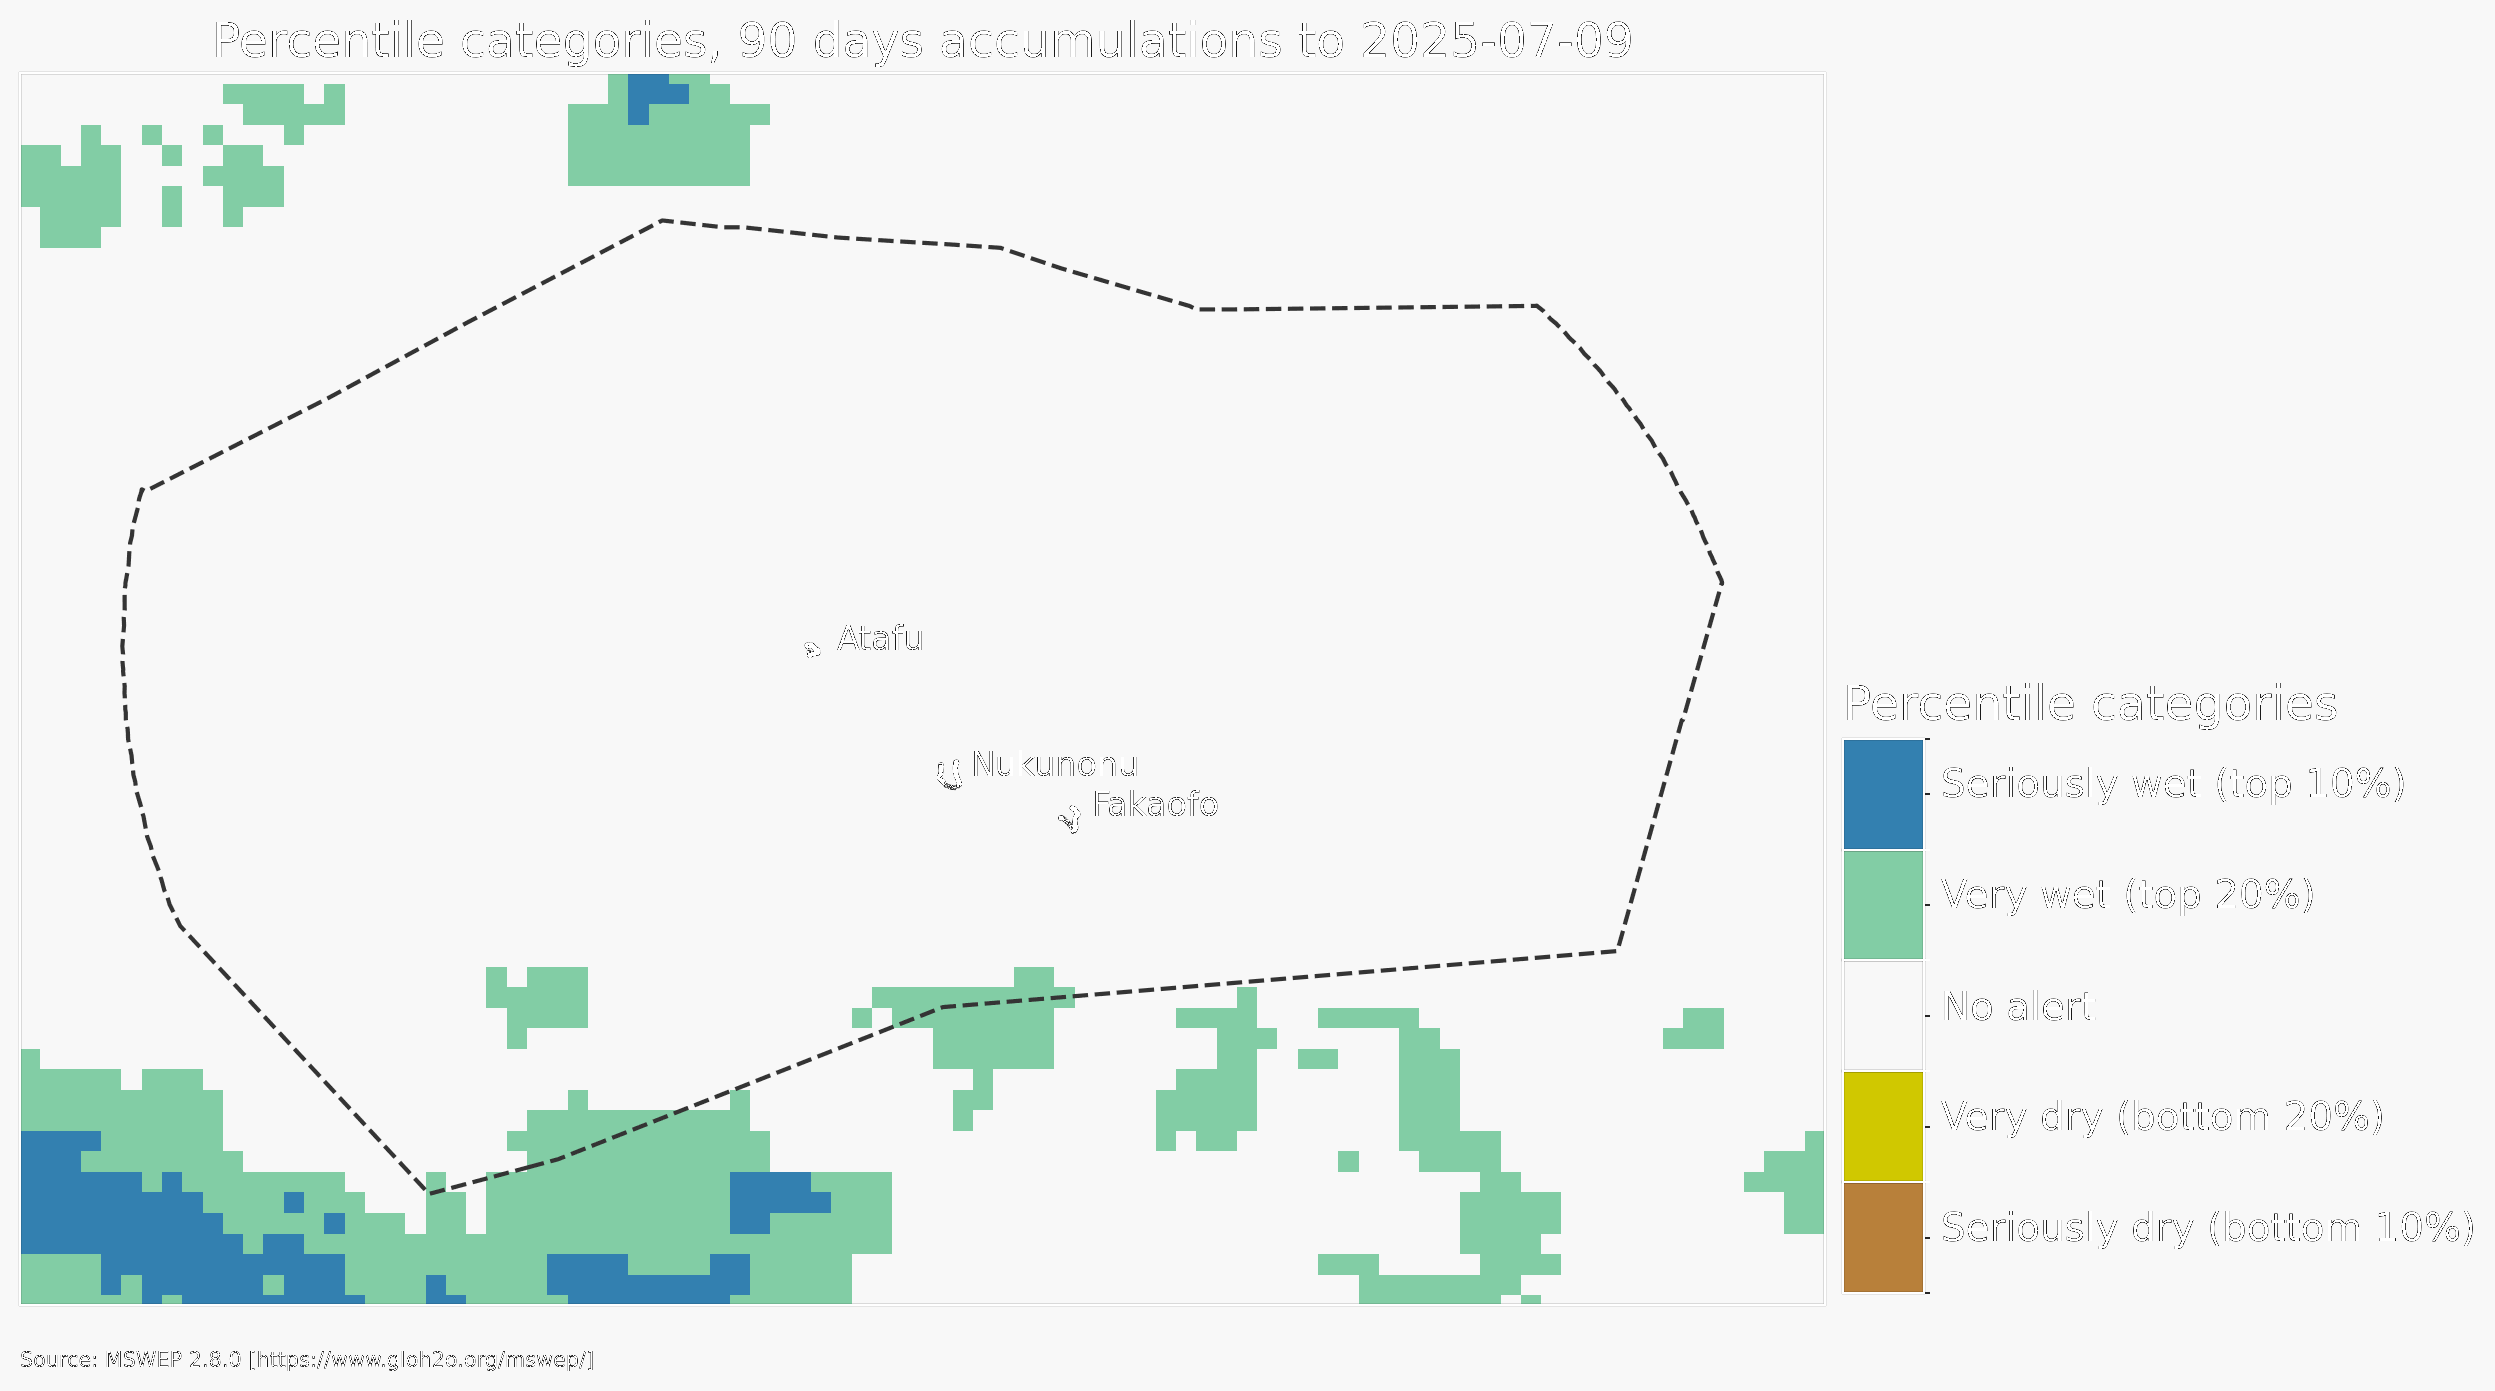 Percentile categories, 90 days accumulations to 2025-07-09
Atafu
Nukunonu
Fakaofo
Percentile categories
Seriously wet (top 10%)
Very wet (top 20%)
No alert
Very dry (bottom 20%)
Seriously dry (bottom 10%)
Source: MSWEP 2.8.0 [https://www.gloh2o.org/mswep/]